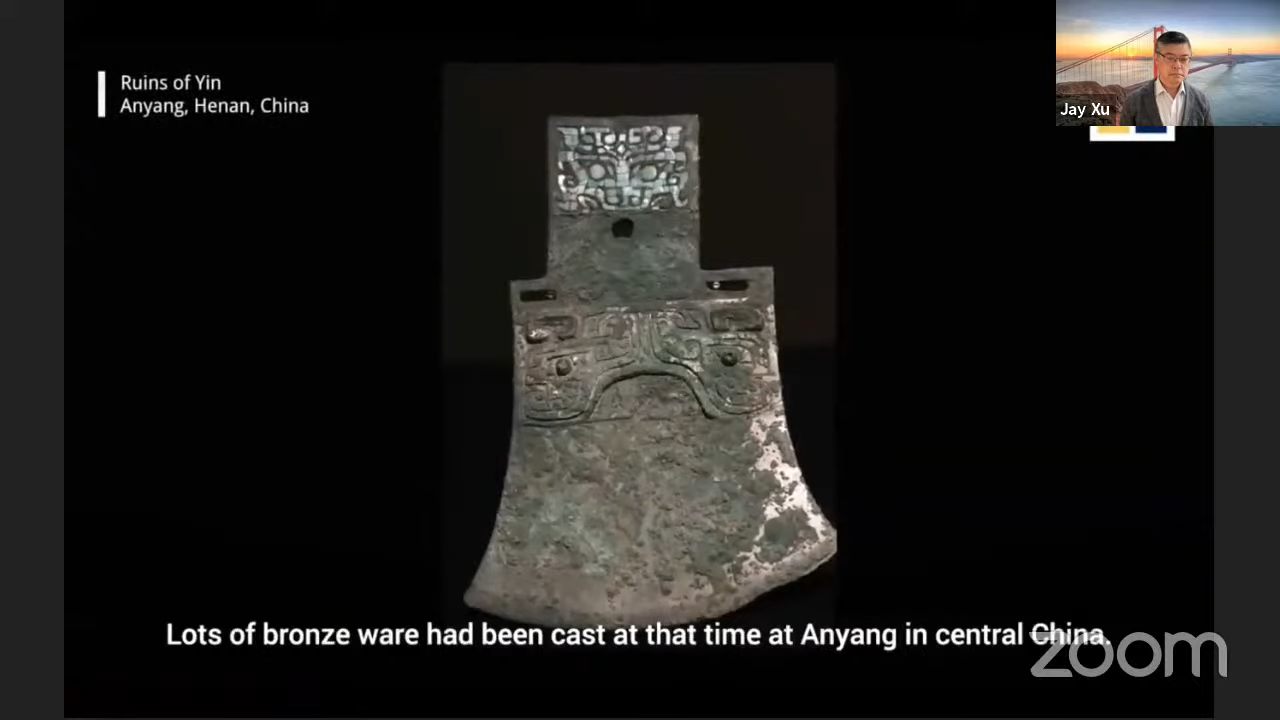 Ruins of Yin
Anyang, Henan, China
Jay Xu
Lots of bronze ware had been cast at that time at Anyang in central China.
zoom